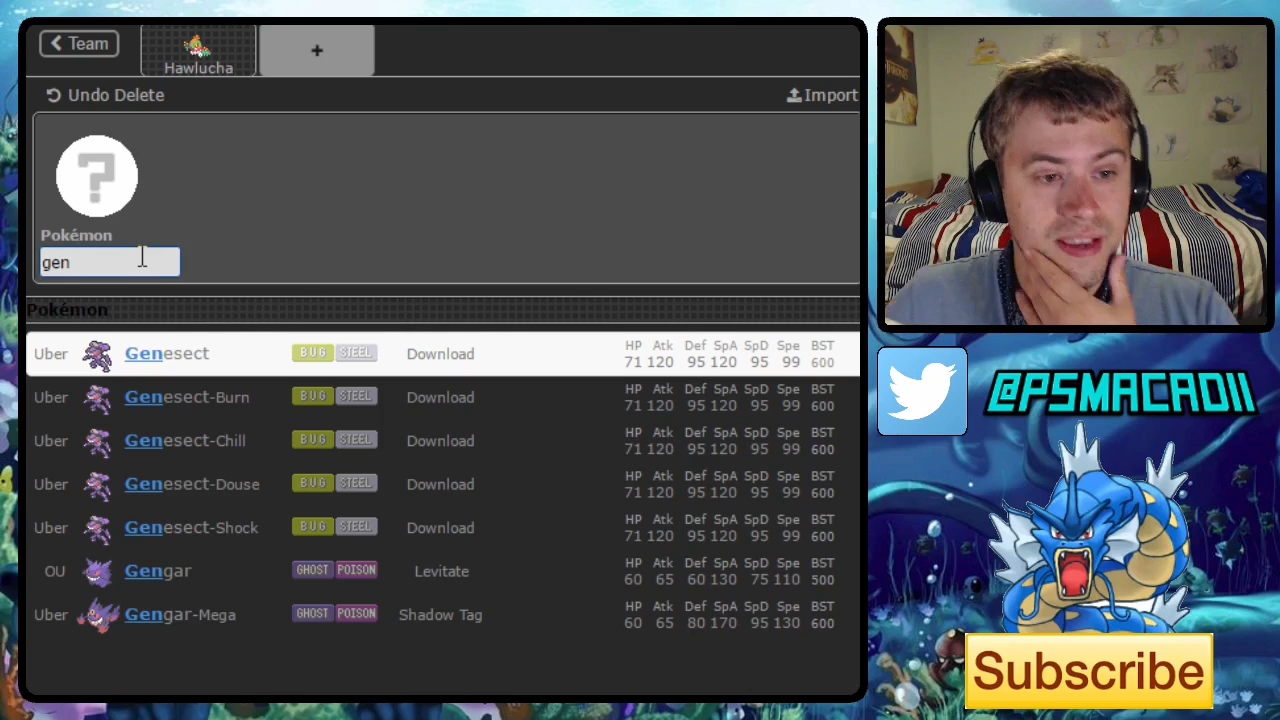 Team
Hawlucha
+
Undo Delete
Import
?
Pokémon
gen
Pokémon
Uber Genesect BUG STEEL Download HP 71 Atk 120 Def 95 SpA 120 SpD 95 Spe 99 BST 600
Uber Genesect-Burn BUG STEEL Download HP 71 Atk 120 Def 95 SpA 120 SpD 95 Spe 99 BST 600
Uber Genesect-Chill BUG STEEL Download HP 71 Atk 120 Def 95 SpA 120 SpD 95 Spe 99 BST 600
Uber Genesect-Douse BUG STEEL Download HP 71 Atk 120 Def 95 SpA 120 SpD 95 Spe 99 BST 600
Uber Genesect-Shock BUG STEEL Download HP 71 Atk 120 Def 95 SpA 120 SpD 95 Spe 99 BST 600
OU Gengar GHOST POISON Levitate HP 60 Atk 65 Def 60 SpA 130 SpD 75 Spe 110 BST 500
Uber Gengar-Mega GHOST POISON Shadow Tag HP 60 Atk 65 Def 80 SpA 170 SpD 95 Spe 130 BST 600
@PSMACADII
Subscribe